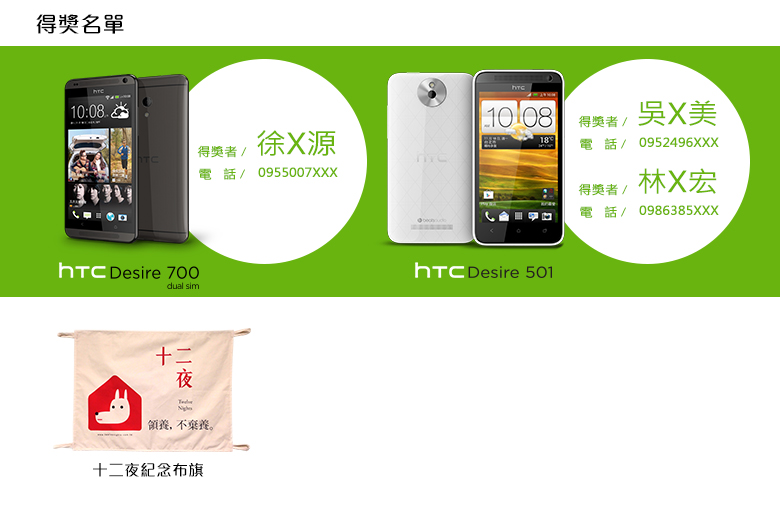 得獎名單
得獎者 / 徐X源
電 話 / 0955007XXX
hTC Desire 700
dual sim
得獎者 / 吳X美
電 話 / 0952496XXX
得獎者 / 林X宏
電 話 / 0986385XXX
hTC Desire 501
hTC
10:08
hTC
hTC
hTC
10 08
18°
十二
夜
Twelve
Nights
領養，不棄養。
十二夜紀念布旗